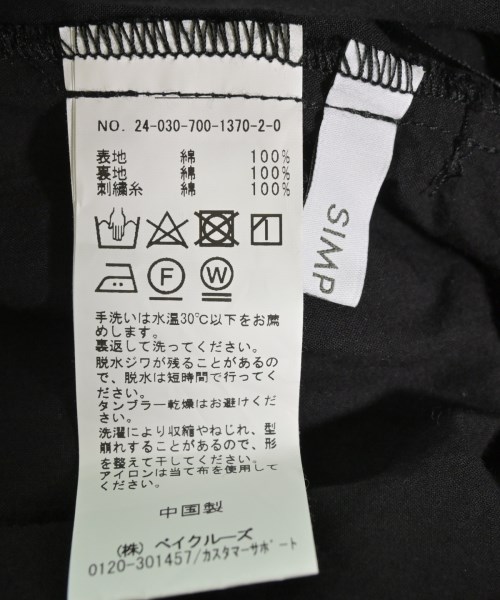 NO. 24-030-700-1370-2-0
表地 綿 100%
裏地 綿 100%
刺繍糸 綿 100%
F
W
手洗いは水温30℃以下をお薦
めします。
裏返して洗ってください。
脱水ジワが残ることがあるの
で、脱水は短時間で行ってく
ださい。
タンブラー乾燥はお避けくだ
さい。
洗濯により収縮やねじれ、型
崩れすることがあるので、形
を整えて干してください。
アイロンは当て布を使用して
ください。
中国製
(株) ベイクルーズ
0120-301457/カスタマーサポート
SIMP